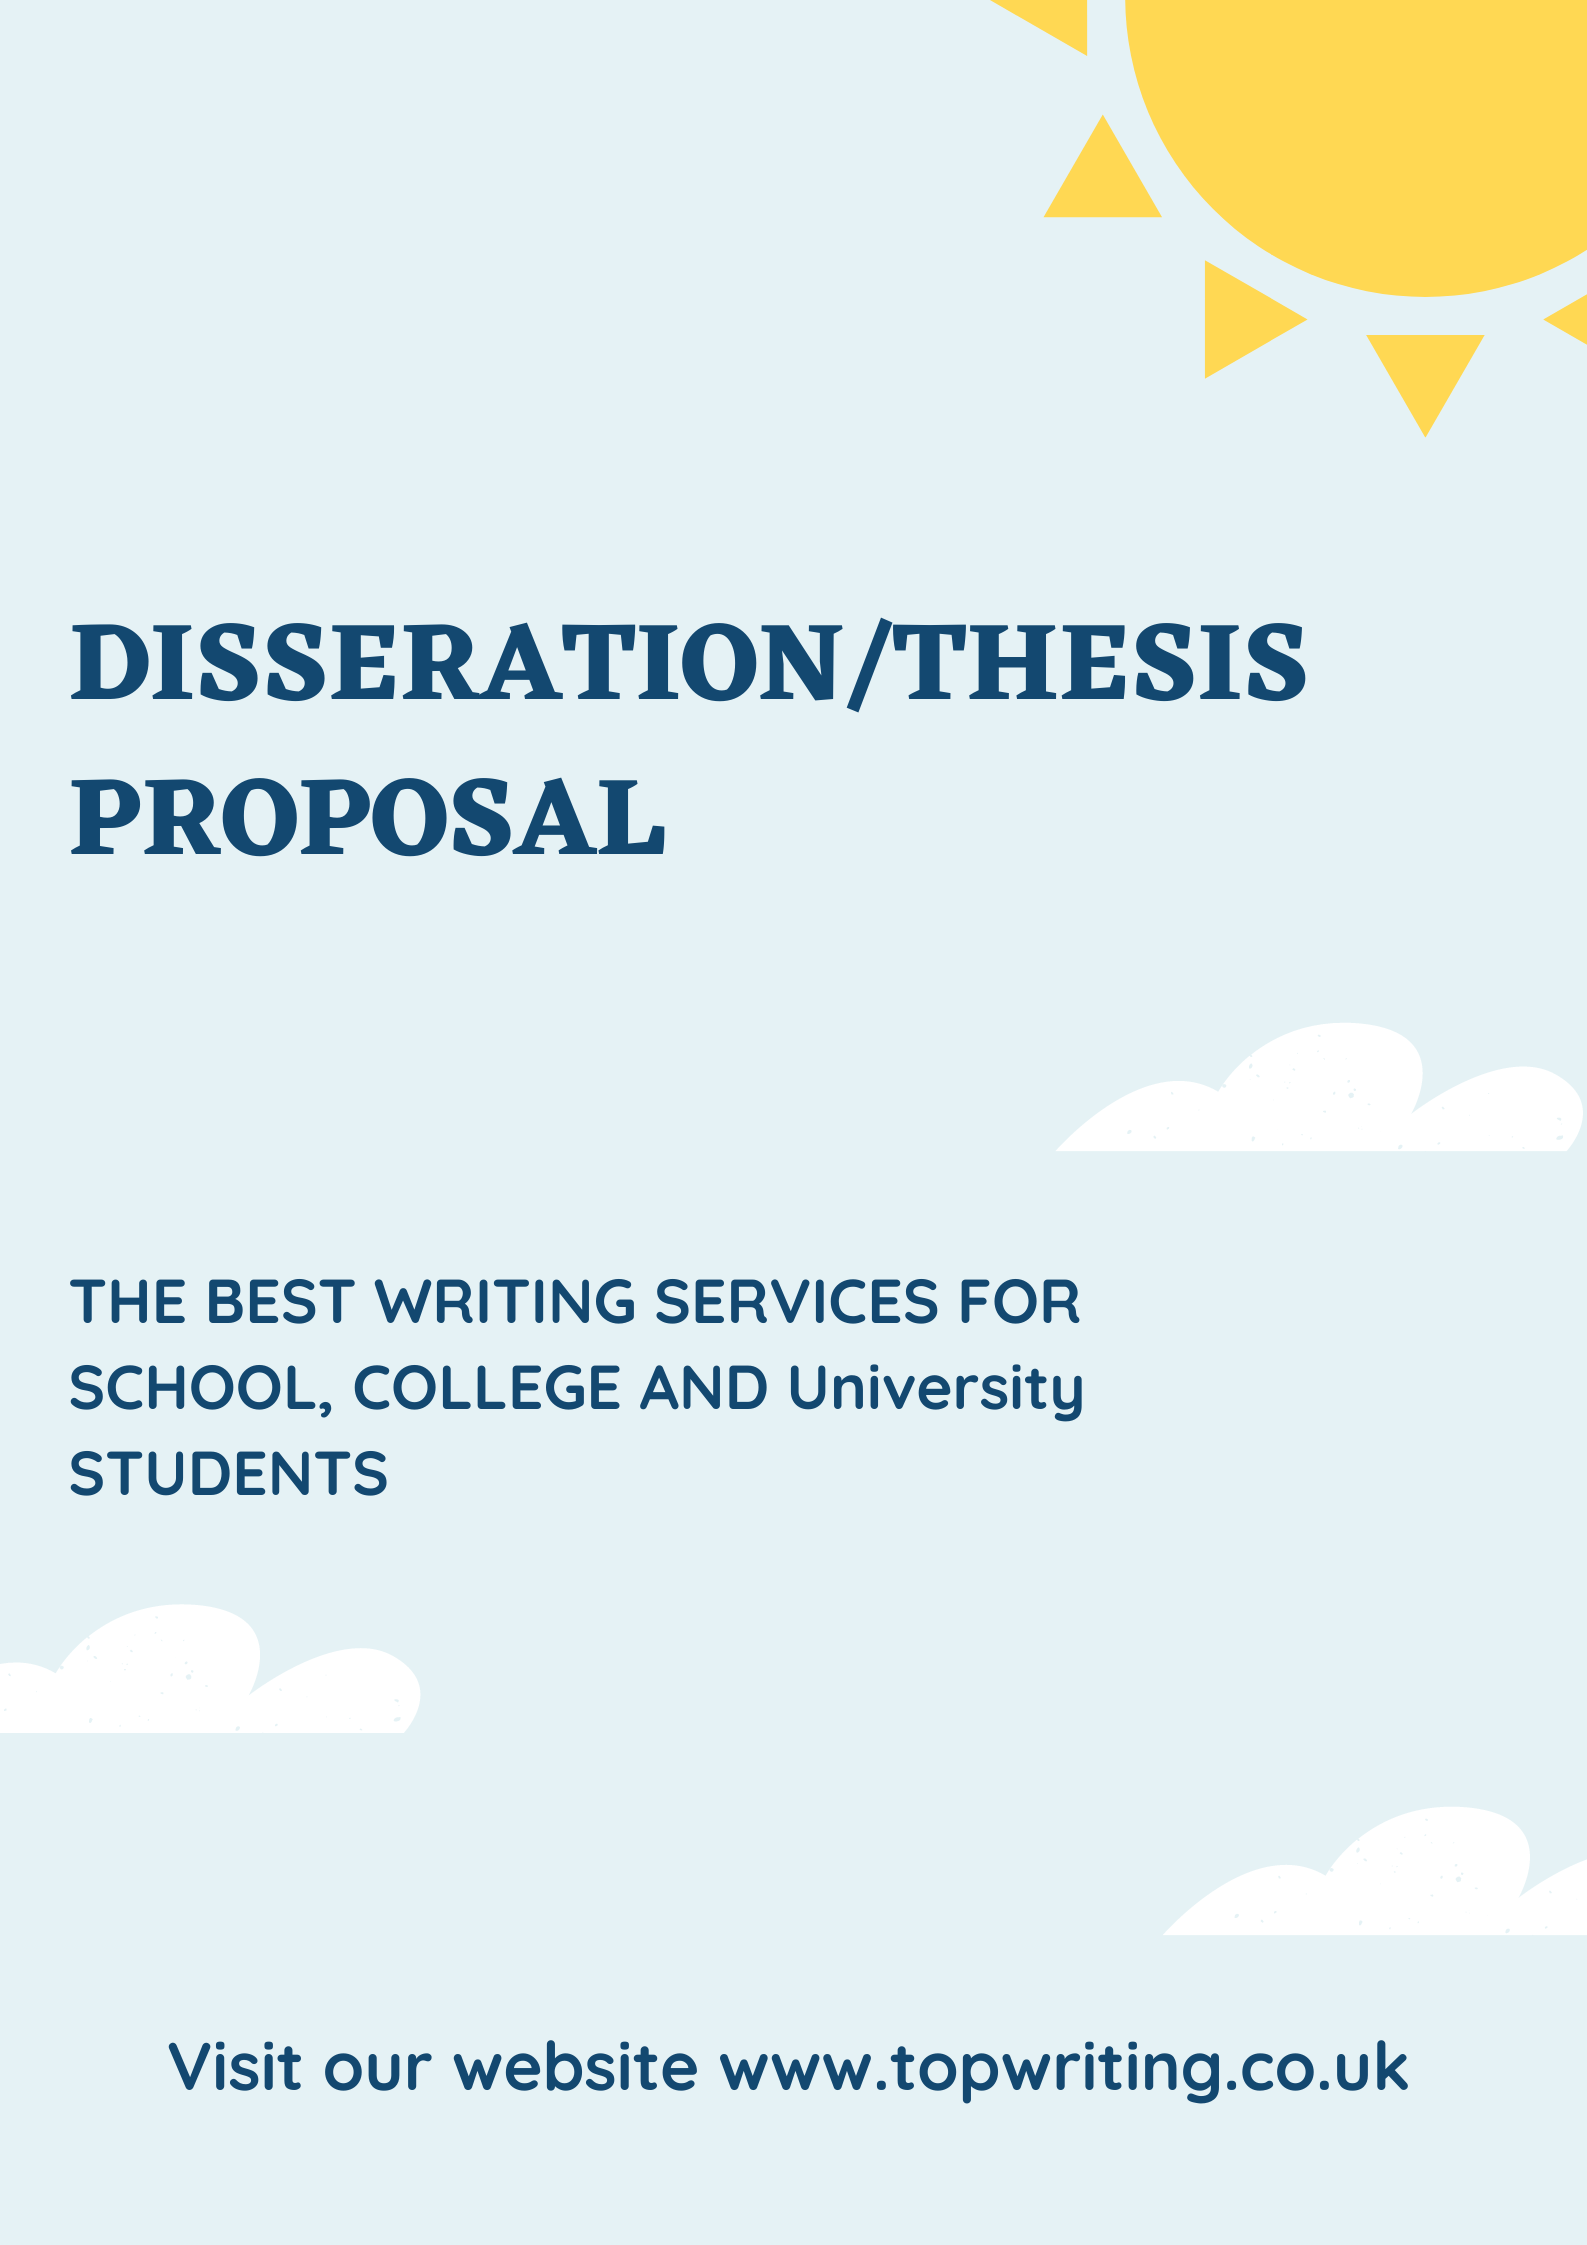 DISSERATION/THESIS
PROPOSAL
THE BEST WRITING SERVICES FOR
SCHOOL, COLLEGE AND University
STUDENTS
Visit our website www.topwriting.co.uk